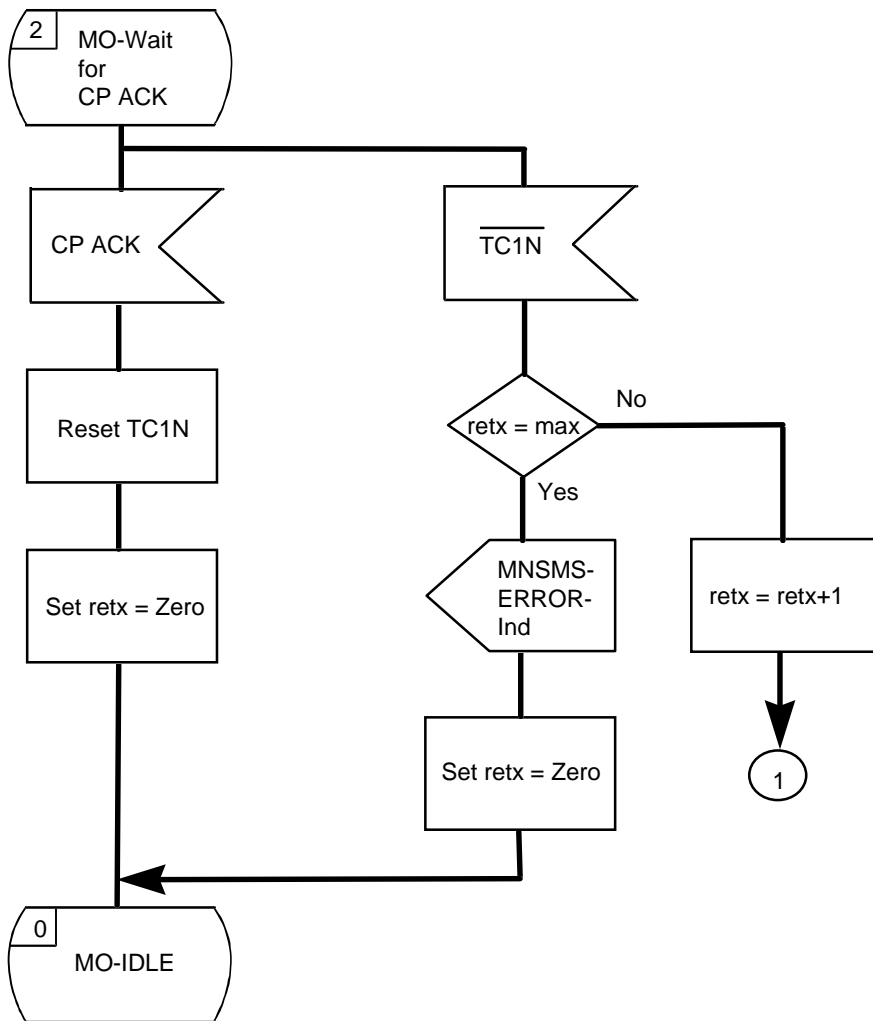 2
MO-Wait
for
CP ACK
CP ACK
TC1N
Reset TC1N
retx = max
No
Yes
Set retx = Zero
MNSMS-
ERROR-
Ind
retx = retx+1
Set retx = Zero
1
0
MO-IDLE